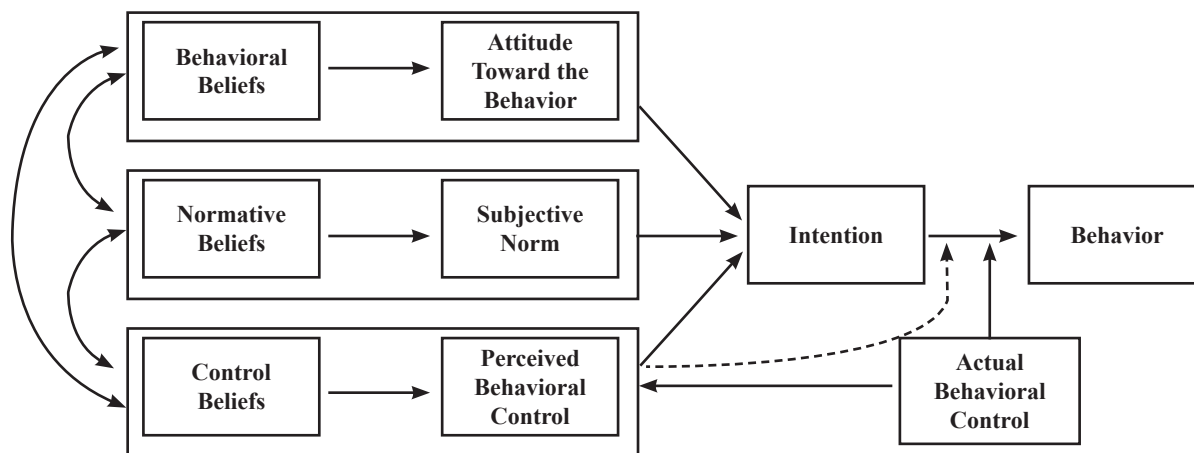 Behavioral
Beliefs
Attitude
Toward the
Behavior
Normative
Beliefs
Subjective
Norm
Intention
Behavior
Control
Beliefs
Perceived
Behavioral
Control
Actual
Behavioral
Control